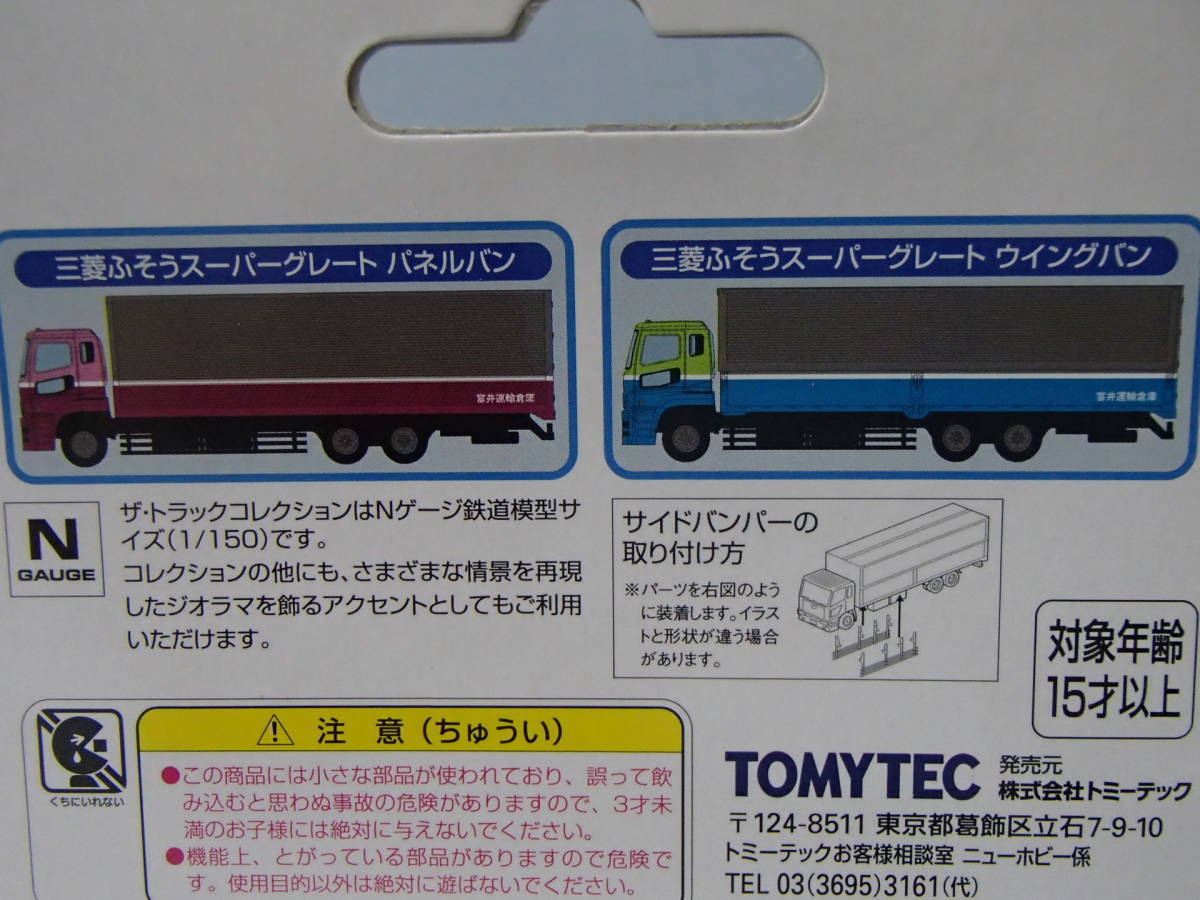 三菱ふそうスーパーグレート パネルバン
富井運輸倉庫
三菱ふそうスーパーグレート ウイングバン
富井運輸倉庫
N
GAUGE
ザ・トラックコレクションはNゲージ鉄道模型サ
イズ(1/150)です。
コレクションの他にも、さまざまな情景を再現
したジオラマを飾るアクセントとしてもご利用
いただけます。
サイドバンパーの
取り付け方
※パーツを右図のよう
に装着します。イラス
トと形状が違う場合
があります。
対象年齢
15才以上
くちにいれない
注 意 (ちゅうい)
●この商品には小さな部品が使われており、誤って飲
み込むと思わぬ事故の危険がありますので、3才未
満のお子様には絶対に与えないでください。
●機能上、とがっている部品がありますので危険で
す。使用目的以外は絶対に遊ばないでください。
TOMYTEC
発売元
株式会社トミーテック
〒124-8511 東京都葛飾区立石7-9-10
トミーテックお客様相談室 ニューホビー係
TEL 03(3695)3161(代)